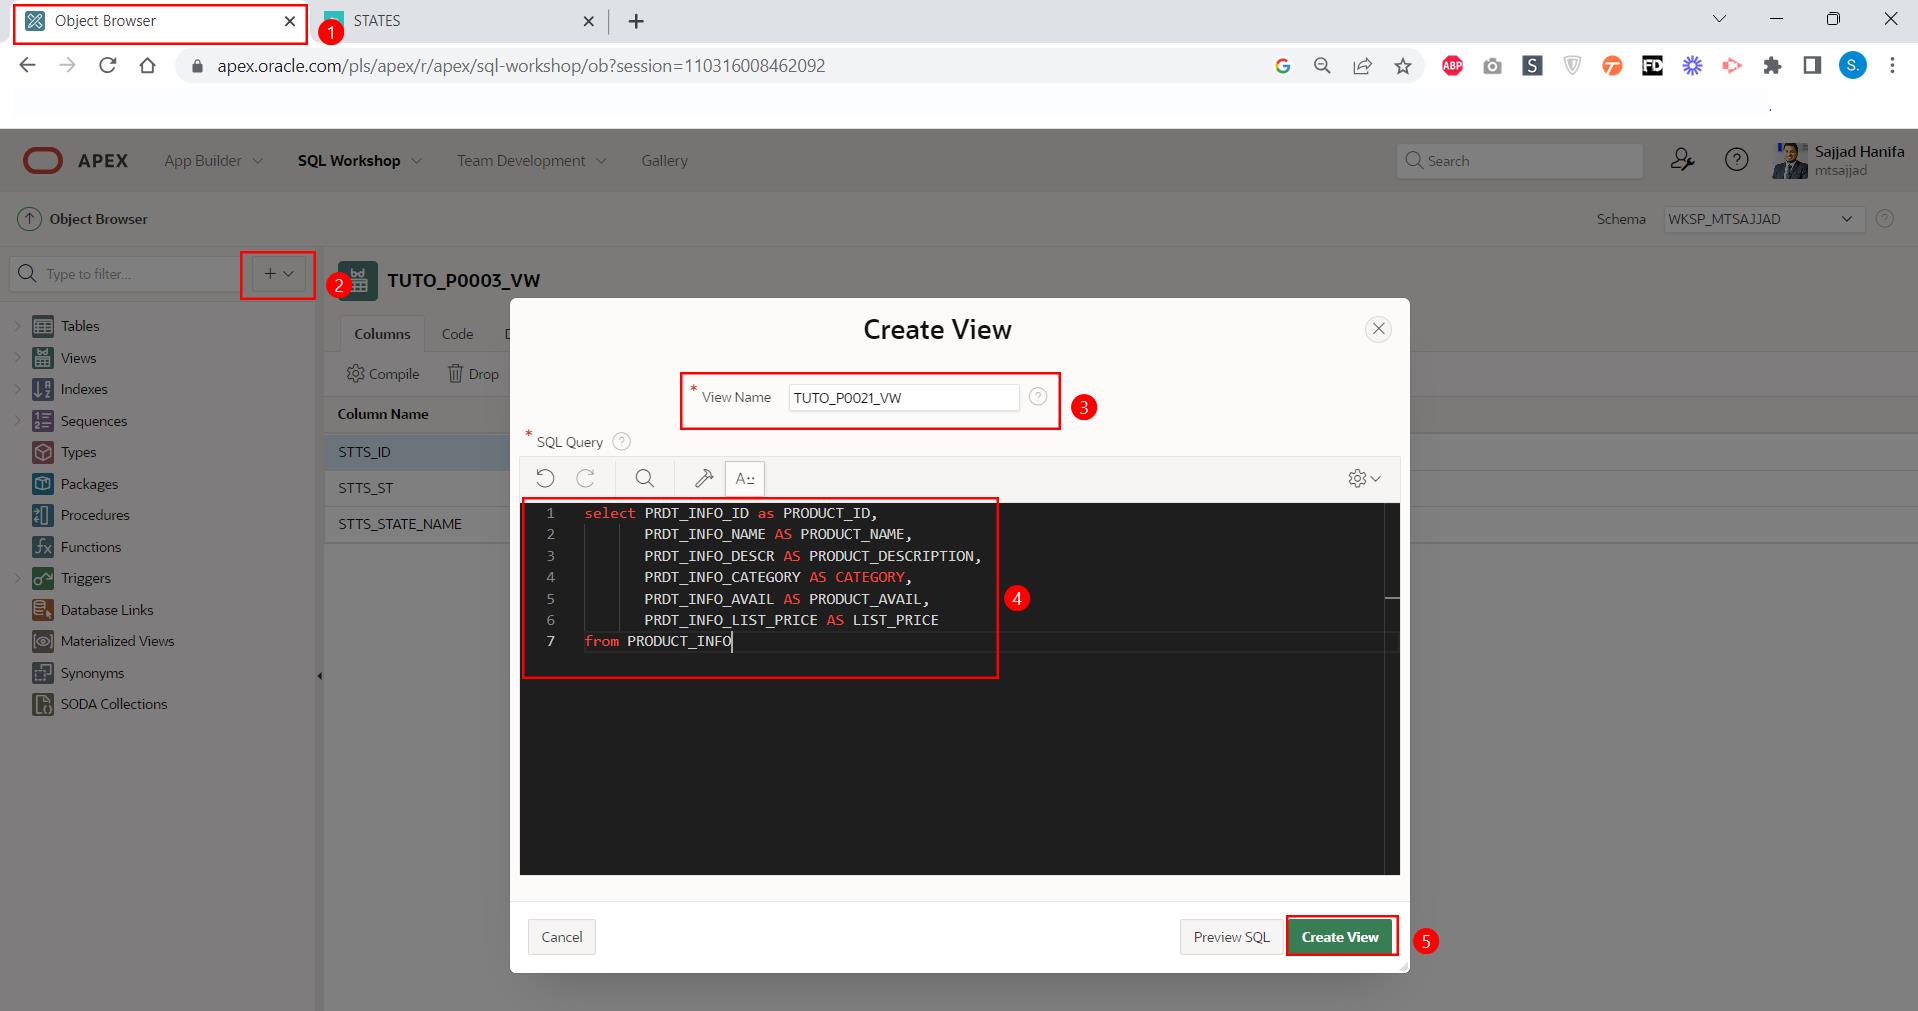 Object Browser
1
STATES
apex.oracle.com/pls/apex/r/apex/sql-workshop/ob?session=110316008462092
G
ABP
S
FD
S.
APEX
App Builder
SQL Workshop
Team Development
Gallery
Search
?
Sajjad Hanifa
mtsajjad
Object Browser
Schema
WKSP_MTSAJJAD
?
Type to filter...
+
2
TUTO_P0003_VW
Tables
Views
Indexes
Sequences
Types
Packages
Procedures
Functions
Triggers
Database Links
Materialized Views
Synonyms
SODA Collections
Columns
Code
D
Compile
Drop
Column Name
STTS_ID
STTS_ST
STTS_STATE_NAME
Create View
* View Name
TUTO_P0021_VW
?
3
* SQL Query ?
A::
1 select PRDT_INFO_ID as PRODUCT_ID,
2 PRDT_INFO_NAME AS PRODUCT_NAME,
3 PRDT_INFO_DESCR AS PRODUCT_DESCRIPTION,
4 PRDT_INFO_CATEGORY AS CATEGORY,
5 PRDT_INFO_AVAIL AS PRODUCT_AVAIL,
6 PRDT_INFO_LIST_PRICE AS LIST_PRICE
7 from PRODUCT_INFO
4
Cancel
Preview SQL
Create View
5